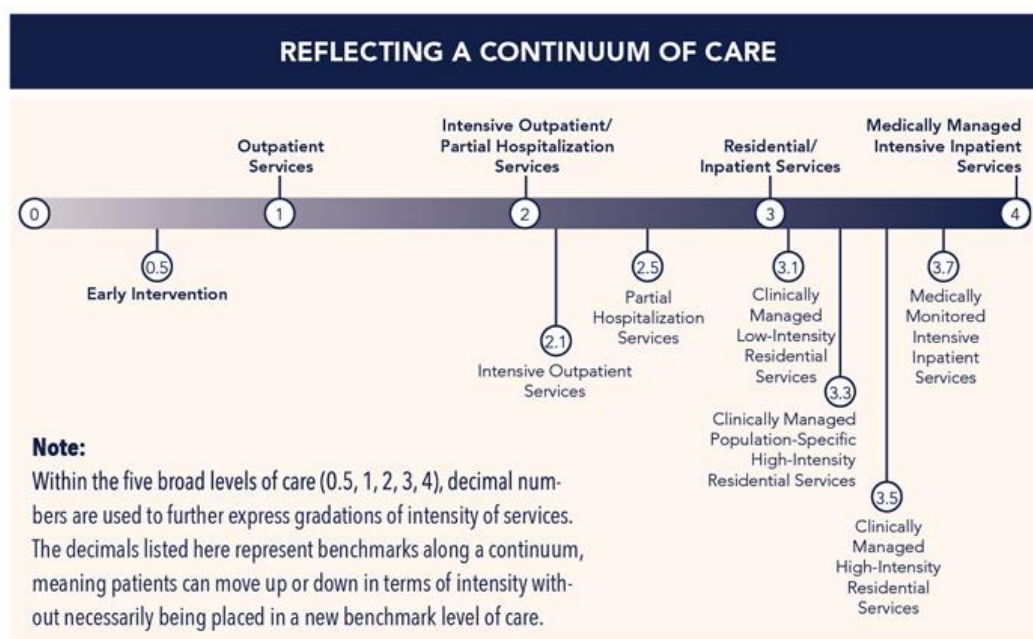 REFLECTING A CONTINUUM OF CARE
Outpatient
Services
Intensive Outpatient/
Partial Hospitalization
Services
Residential/
Inpatient Services
Medically Managed
Intensive Inpatient
Services
0
1
2
3
4
0.5
Early Intervention
2.1
Intensive Outpatient
Services
2.5
Partial
Hospitalization
Services
3.1
Clinically
Managed
Low-Intensity
Residential
Services
3.3
Clinically Managed
Population-Specific
High-Intensity
Residential Services
3.5
Clinically
Managed
High-Intensity
Residential
Services
3.7
Medically
Monitored
Intensive
Inpatient
Services
Note:
Within the five broad levels of care (0.5, 1, 2, 3, 4), decimal num-
bers are used to further express gradations of intensity of services.
The decimals listed here represent benchmarks along a continuum,
meaning patients can move up or down in terms of intensity with-
out necessarily being placed in a new benchmark level of care.